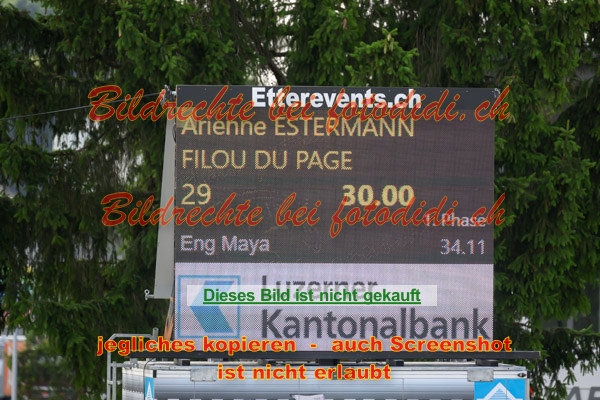 Etterevents.ch
Bildrechte bei fotodidi.ch
Arienne ESTERMANN
FILOU DU PAGE
29 30.00
Bildrechte bei fotodidi.ch
1. Phase
Eng Maya 34.11
Dieses Bild ist nicht gekauft
Luzerner
Kantonalbank
jegliches kopieren - auch Screenshot
ist nicht erlaubt